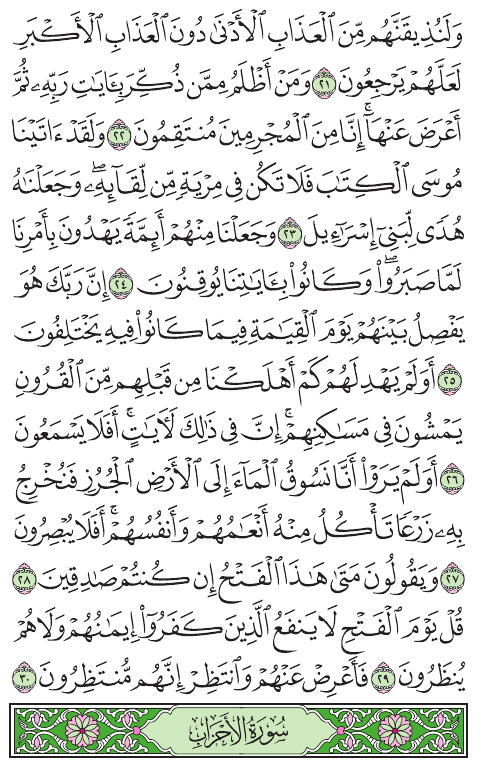 وَلَنُذِيقَنَّهُم مِّنَ ٱلْعَذَابِ ٱلْأَدْنَىٰ دُونَ ٱلْعَذَابِ ٱلْأَكْبَرِ
لَعَلَّهُمْ يَرْجِعُونَ ٢١ وَمَنْ أَظْلَمُ مِمَّن ذُكِّرَ بِـَٔايَـٰتِ رَبِّهِۦ ثُمَّ
أَعْرَضَ عَنْهَآ ۚ إِنَّا مِنَ ٱلْمُجْرِمِينَ مُنتَقِمُونَ ٢٢ وَلَقَدْ ءَاتَيْنَا
مُوسَى ٱلْكِتَـٰبَ فَلَا تَكُن فِى مِرْيَةٍ مِّن لِّقَآئِهِۦ ۖ وَجَعَلْنَـٰهُ
هُدًى لِّبَنِىٓ إِسْرَٰٓءِيلَ ٢٣ وَجَعَلْنَا مِنْهُمْ أَئِمَّةً يَهْدُونَ بِأَمْرِنَا
لَمَّا صَبَرُوا۟ ۖ وَكَانُوا۟ بِـَٔايَـٰتِنَا يُوقِنُونَ ٢٤ إِنَّ رَبَّكَ هُوَ
يَفْصِلُ بَيْنَهُمْ يَوْمَ ٱلْقِيَـٰمَةِ فِيمَا كَانُوا۟ فِيهِ يَخْتَلِفُونَ
٢٥ أَوَلَمْ يَهْدِ لَهُمْ كَمْ أَهْلَكْنَا مِن قَبْلِهِم مِّنَ ٱلْقُرُونِ
يَمْشُونَ فِى مَسَـٰكِنِهِمْ ۚ إِنَّ فِى ذَٰلِكَ لَـَٔايَـٰتٍ ۖ أَفَلَا يَسْمَعُونَ
٢٦ أَوَلَمْ يَرَوْا۟ أَنَّا نَسُوقُ ٱلْمَآءَ إِلَى ٱلْأَرْضِ ٱلْجُرُزِ فَنُخْرِجُ
بِهِۦ زَرْعًا تَأْكُلُ مِنْهُ أَنْعَـٰمُهُمْ وَأَنفُسُهُمْ ۖ أَفَلَا يُبْصِرُونَ
٢٧ وَيَقُولُونَ مَتَىٰ هَـٰذَا ٱلْفَتْحُ إِن كُنتُمْ صَـٰدِقِينَ ٢٨
قُلْ يَوْمَ ٱلْفَتْحِ لَا يَنفَعُ ٱلَّذِينَ كَفَرُوٓا۟ إِيمَـٰنُهُمْ وَلَا هُمْ
يُنظَرُونَ ٢٩ فَأَعْرِضْ عَنْهُمْ وَٱنتَظِرْ إِنَّهُم مُّنتَظِرُونَ ٣٠
سُورَةُ ٱلْأَحْزَابِ